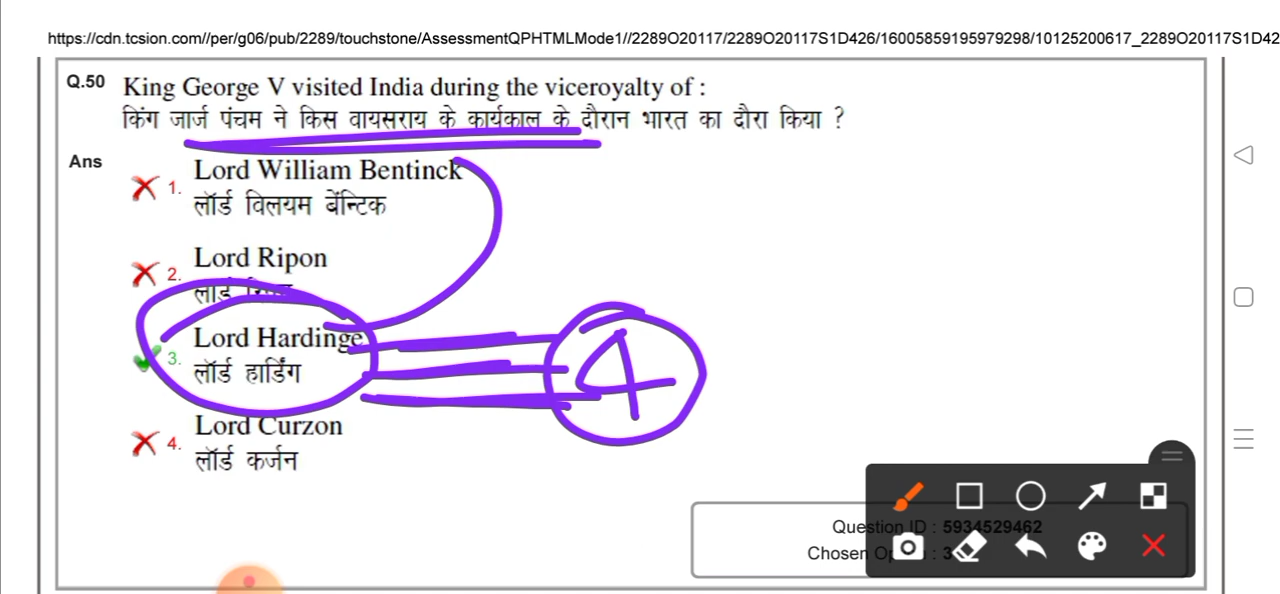 https://cdn.tcsion.com//per/g06/pub/2289/touchstone/AssessmentQPHTMLMode1//2289O20117/2289O20117S1D426/16005859195979298/10125200617_2289O20117S1D42
Q.50 King George V visited India during the viceroyalty of :
किंग जार्ज पंचम ने किस वायसराय के कार्यकाल के दौरान भारत का दौरा किया ?
Ans
1. Lord William Bentinck
लॉर्ड विलयम बेंन्टिक
2. Lord Ripon
लॉर्ड
3. Lord Hardinge
लॉर्ड हार्डिंग
4
4. Lord Curzon
लॉर्ड कर्जन
Question ID : 5934529462
Chosen : 3